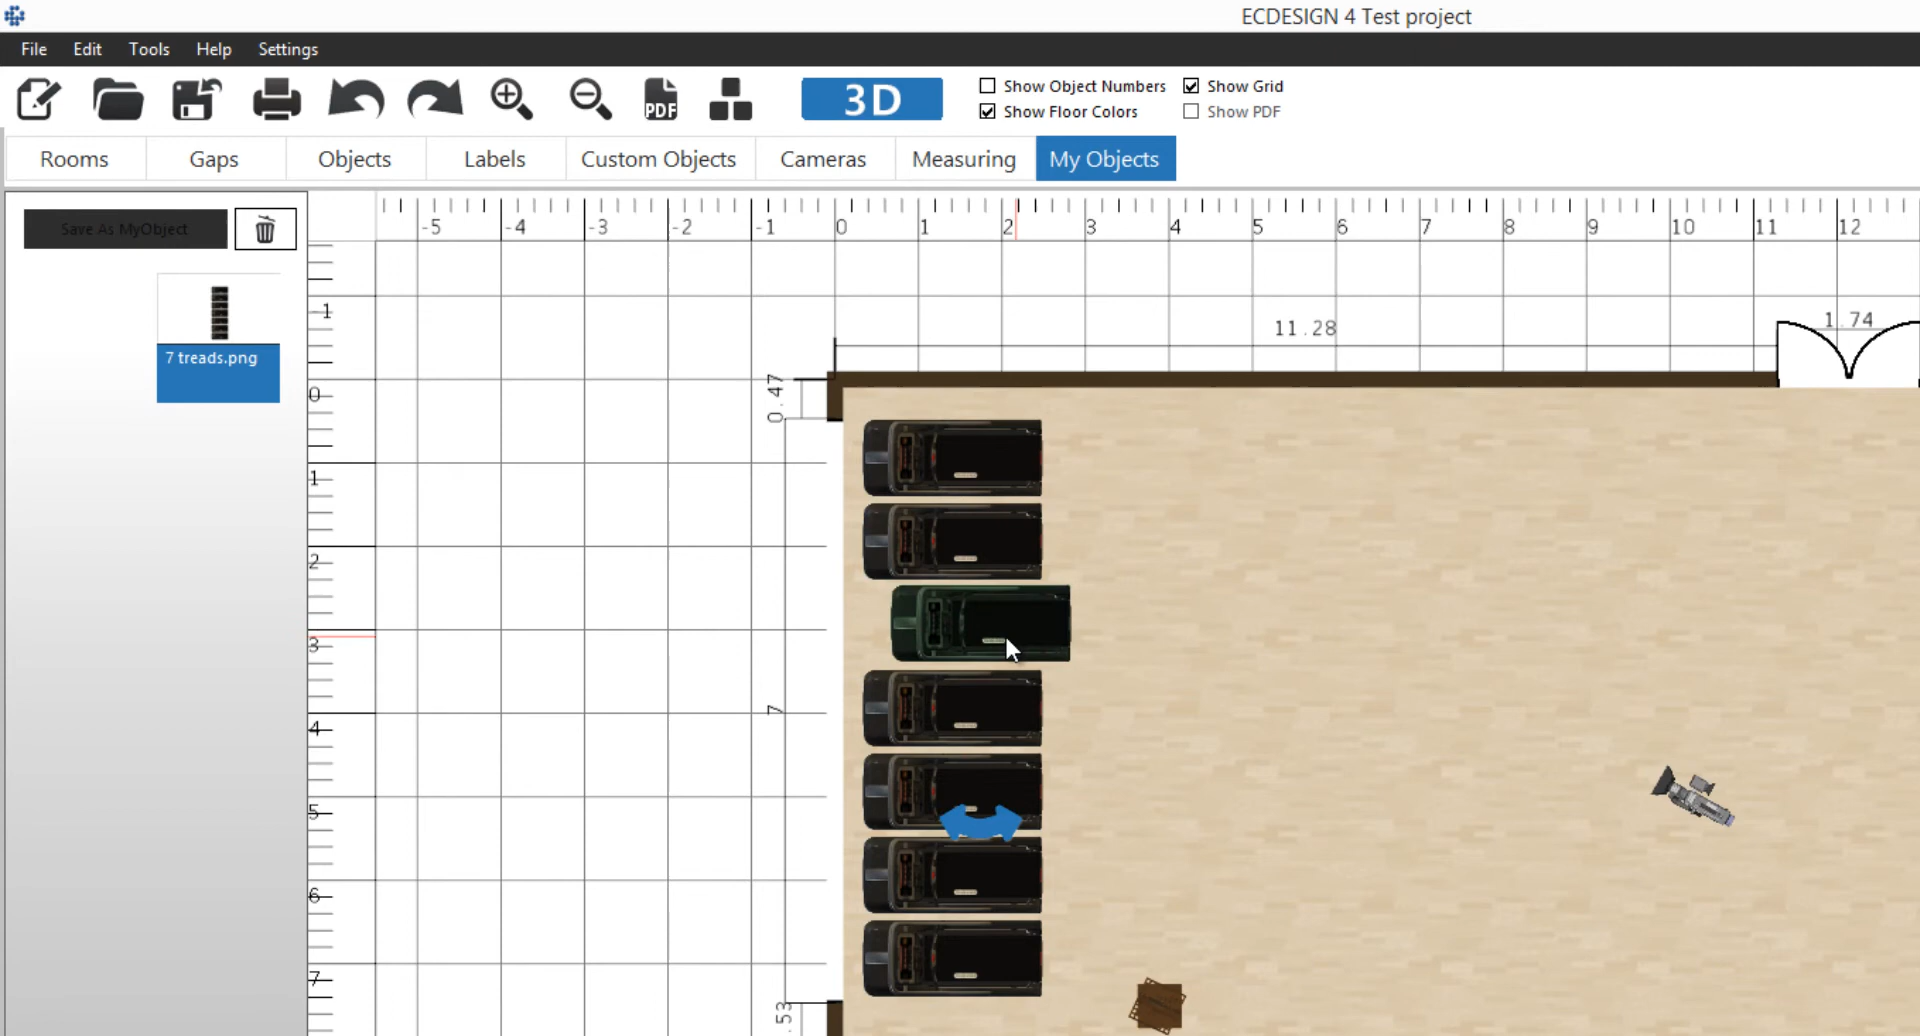 ECDESIGN 4 Test project
File Edit Tools Help Settings
PDF
3D
Show Object Numbers Show Grid
Show Floor Colors Show PDF
Rooms Gaps Objects Labels Custom Objects Cameras Measuring My Objects
Save As MyObject
7 treads.png
-5 -4 -3 -2 -1 0 1 2 3 4 5 6 7 8 9 10 11 12
-1
0
1
2
3
4
5
6
7
11.28
1.74
0.47
7
.53